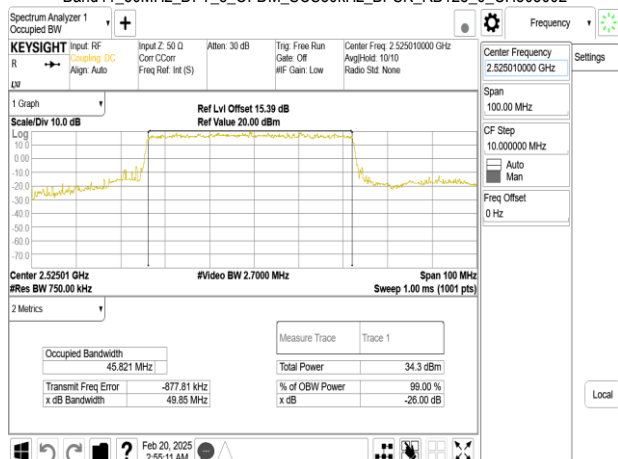 Spectrum Analyzer 1
Occupied BW
Frequency
KEYSIGHT
R
LXI
Input: RF
Coupling: DC
Align: Auto
Input Z: 50 Ω
Corr CCorr
Freq Ref: Int (S)
Atten: 30 dB
Trig: Free Run
Gate: Off
#IF Gain: Low
Center Freq: 2.525010000 GHz
Avg|Hold: 10/10
Radio Std: None
Center Frequency
2.525010000 GHz
Settings
Span
100.00 MHz
CF Step
10.000000 MHz
Auto
Man
Freq Offset
0 Hz
Local
1 Graph
Scale/Div 10.0 dB
Ref Lvl Offset 15.39 dB
Ref Value 20.00 dBm
Log
10.0
0.00
-10.0
-20.0
-30.0
-40.0
-50.0
-60.0
-70.0
Center 2.52501 GHz
#Video BW 2.7000 MHz
Span 100 MHz
#Res BW 750.00 kHz
Sweep 1.00 ms (1001 pts)
2 Metrics
Measure Trace
Trace 1
Occupied Bandwidth
45.821 MHz
Total Power
34.3 dBm
Transmit Freq Error
-877.81 kHz
% of OBW Power
99.00 %
x dB Bandwidth
49.85 MHz
x dB
-26.00 dB
Feb 20, 2025
2:55:11 AM